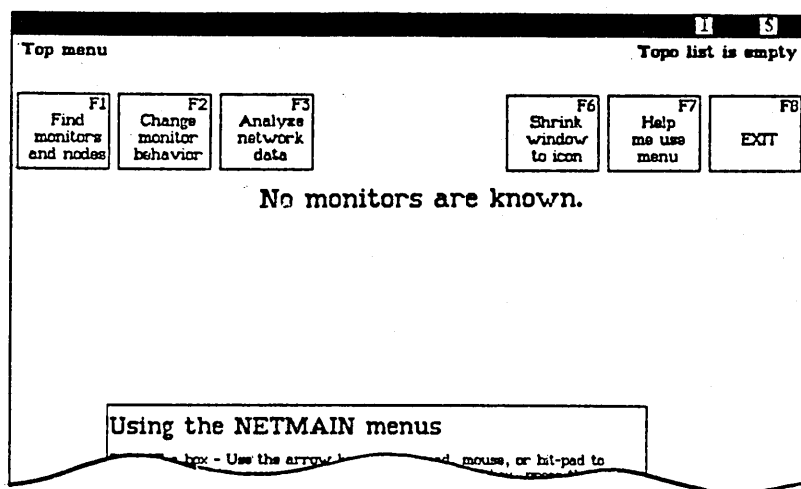 I S
Top menu
Topo list is empty
F1
Find
monitors
and nodes
F2
Change
monitor
behavior
F3
Analyze
network
data
F6
Shrink
window
to icon
F7
Help
me use
menu
F8
EXIT
No monitors are known.
Using the NETMAIN menus
box - Use the arrow mouse, or bit-pad to